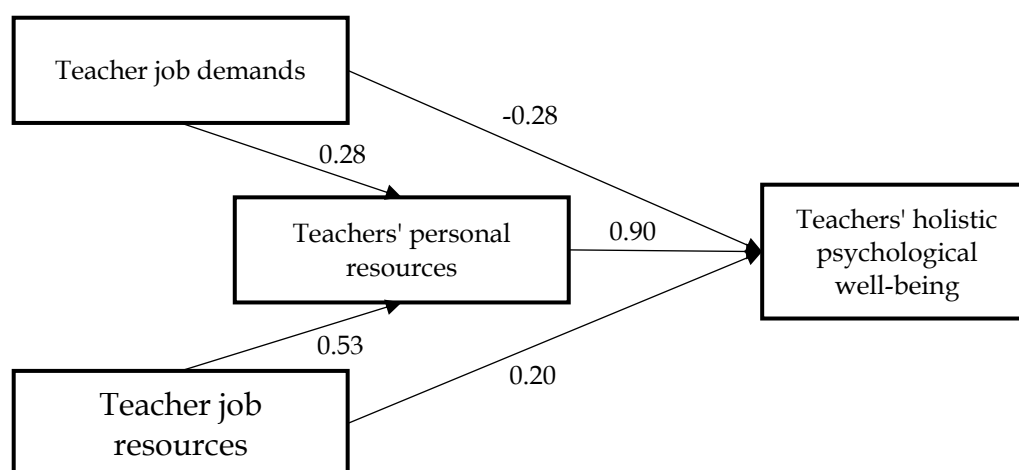 Teacher job demands
-0.28
0.28
Teachers' personal
resources
0.90
Teachers' holistic
psychological
well-being
0.53
0.20
Teacher job
resources